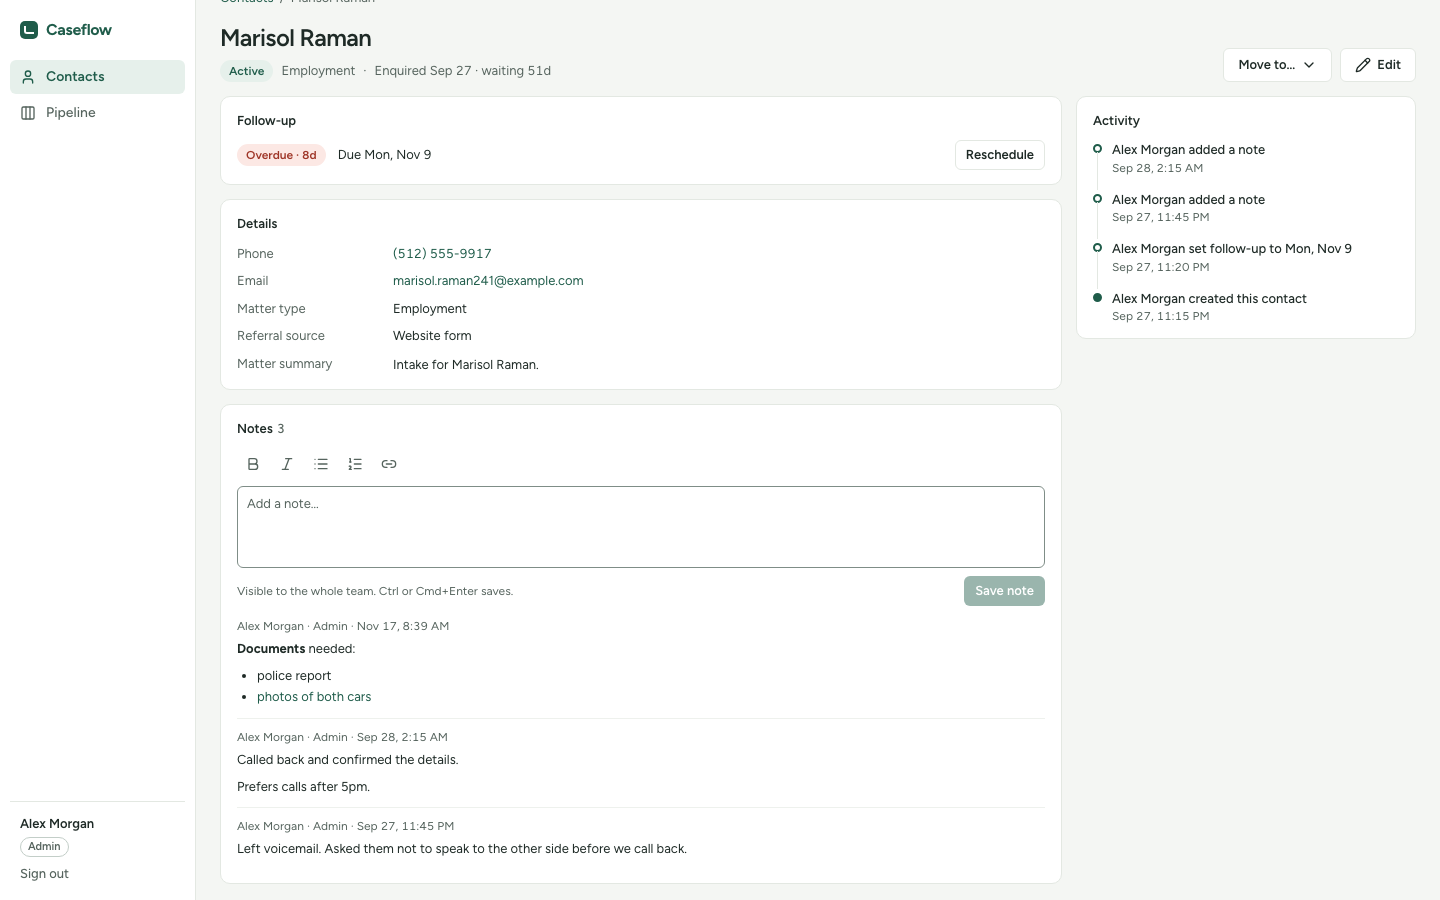 Caseflow
Contacts
Pipeline
Alex Morgan
Admin
Sign out
Contacts / Marisol Raman
Marisol Raman
Active Employment · Enquired Sep 27 · waiting 51d
Move to...
Edit
Follow-up
Overdue · 8d Due Mon, Nov 9
Reschedule
Details
Phone (512) 555-9917
Email marisol.raman241@example.com
Matter type Employment
Referral source Website form
Matter summary Intake for Marisol Raman.
Notes 3
Add a note...
Visible to the whole team. Ctrl or Cmd+Enter saves.
Save note
Alex Morgan · Admin · Nov 17, 8:39 AM
Documents needed:
• police report
• photos of both cars
Alex Morgan · Admin · Sep 28, 2:15 AM
Called back and confirmed the details.
Prefers calls after 5pm.
Alex Morgan · Admin · Sep 27, 11:45 PM
Left voicemail. Asked them not to speak to the other side before we call back.
Activity
Alex Morgan added a note
Sep 28, 2:15 AM
Alex Morgan added a note
Sep 27, 11:45 PM
Alex Morgan set follow-up to Mon, Nov 9
Sep 27, 11:20 PM
Alex Morgan created this contact
Sep 27, 11:15 PM